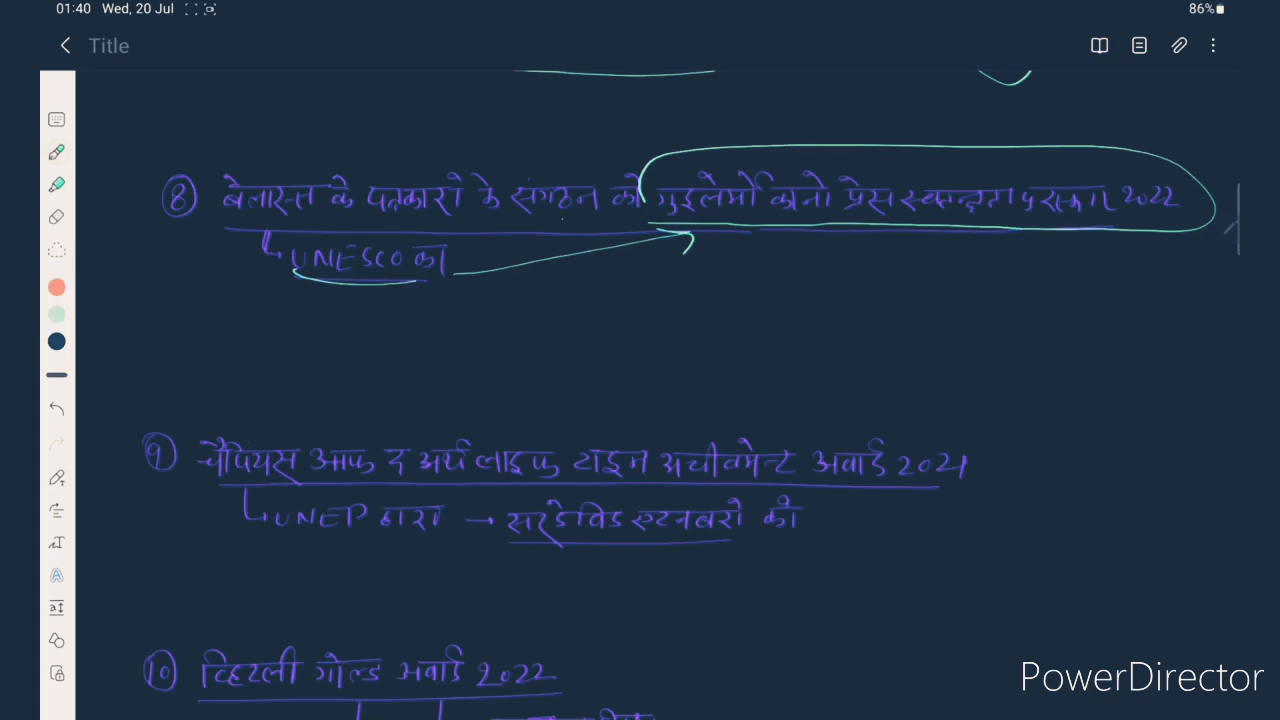 01:40 Wed, 20 Jul 86%
Title
⑧ बेलारूस के पत्रकारो के संगठन को गुइलेर्मो कानो प्रेस स्वतन्त्रता पुरस्कार 2022
UNESCO का
⑨ चैंपियंस आफ द अर्थ लाइफ टाइम अचीवमेन्ट अवार्ड 2021
UNEP द्वारा → सर डेविड एटनबरो को
⑩ व्हिटली गोल्ड अवार्ड 2022
PowerDirector